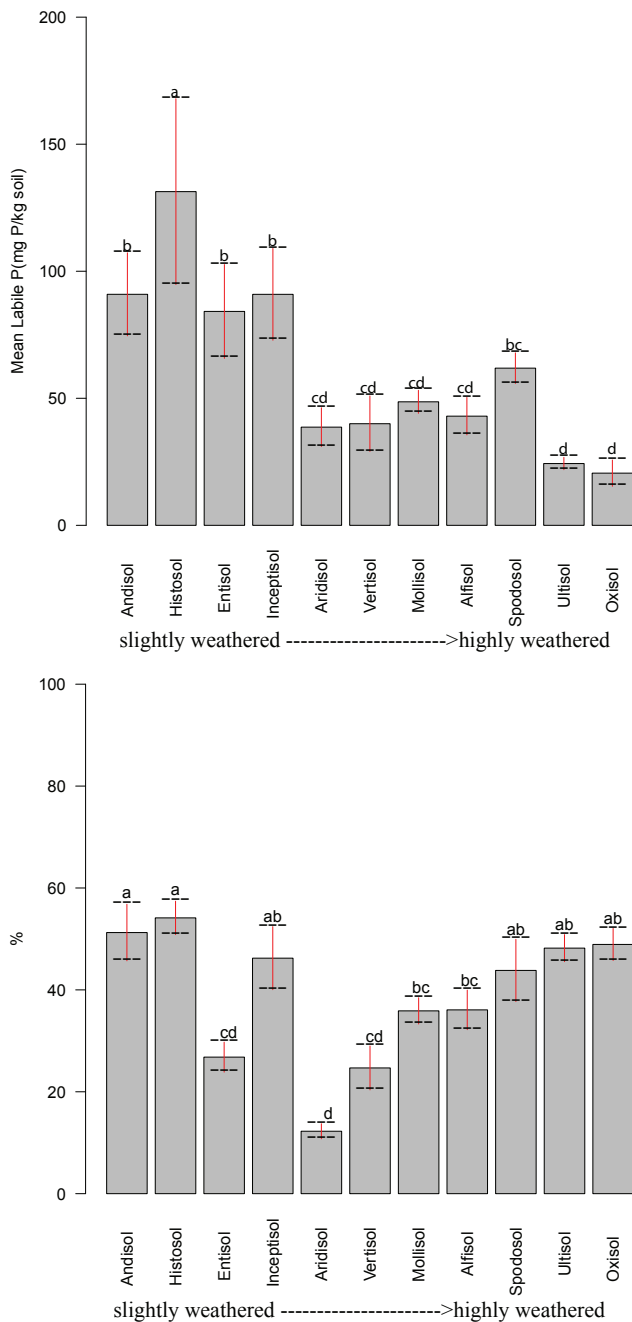 200
150
100
50
0
Mean Labile P(mg P/kg soil)
a
b
b
b
cd
cd
cd
cd
bc
d
d
Andisol
Histosol
Entisol
Inceptisol
Aridisol
Vertisol
Mollisol
Alfisol
Spodosol
Ultisol
Oxisol
slightly weathered ---------------------->highly weathered
100
80
60
40
20
0
%
a
a
cd
ab
d
cd
bc
bc
ab
ab
ab
Andisol
Histosol
Entisol
Inceptisol
Aridisol
Vertisol
Mollisol
Alfisol
Spodosol
Ultisol
Oxisol
slightly weathered ---------------------->highly weathered